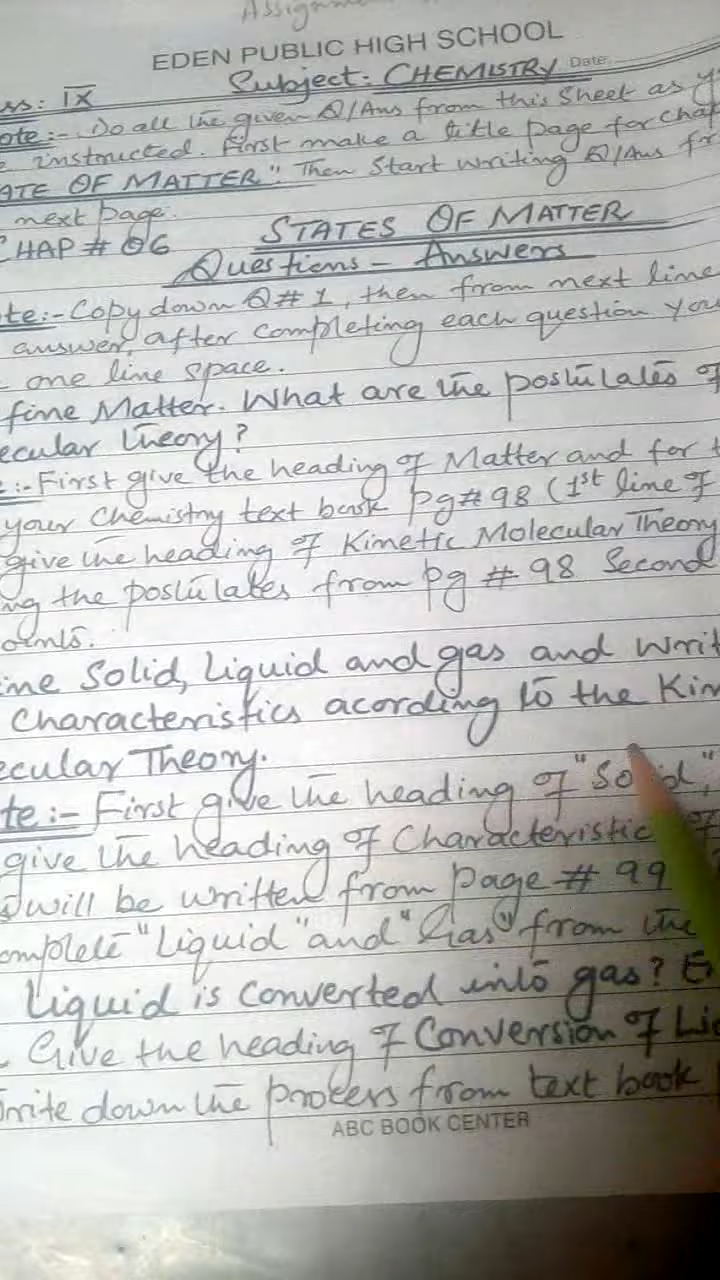 Assignme
EDEN PUBLIC HIGH SCHOOL
ss: IX Subject: CHEMISTRY Date:
ote:- Do all the given Q/Ans from this Sheet as y
instructed. First make a title page for chap
ATE OF MATTER". Then Start writing Q/Ans fr
next page.
CHAP # 06 STATES OF MATTER
Questions - Answers
te:- Copy down Q#1, then from next line
answer, after completing each question you
one line space.
fine Matter. What are the postulates of
ecular theory?
:- First give the heading of Matter and for t
your Chemistry text book pg # 98 (1st line of
give the heading of Kinetic Molecular Theory
ng the postulates from pg # 98 Second
oints.
ine Solid, Liquid and gas and writ
Characteristics acording to the Kin
ecular Theory.
te:- First give the heading of "Solid",
give the heading of Characteristic of
will be written from page # 99
omplete "Liquid" and "Gas" from the
Liquid is converted into gas? E
Give the heading of Conversion of Liq
write down the process from text book
ABC BOOK CENTER